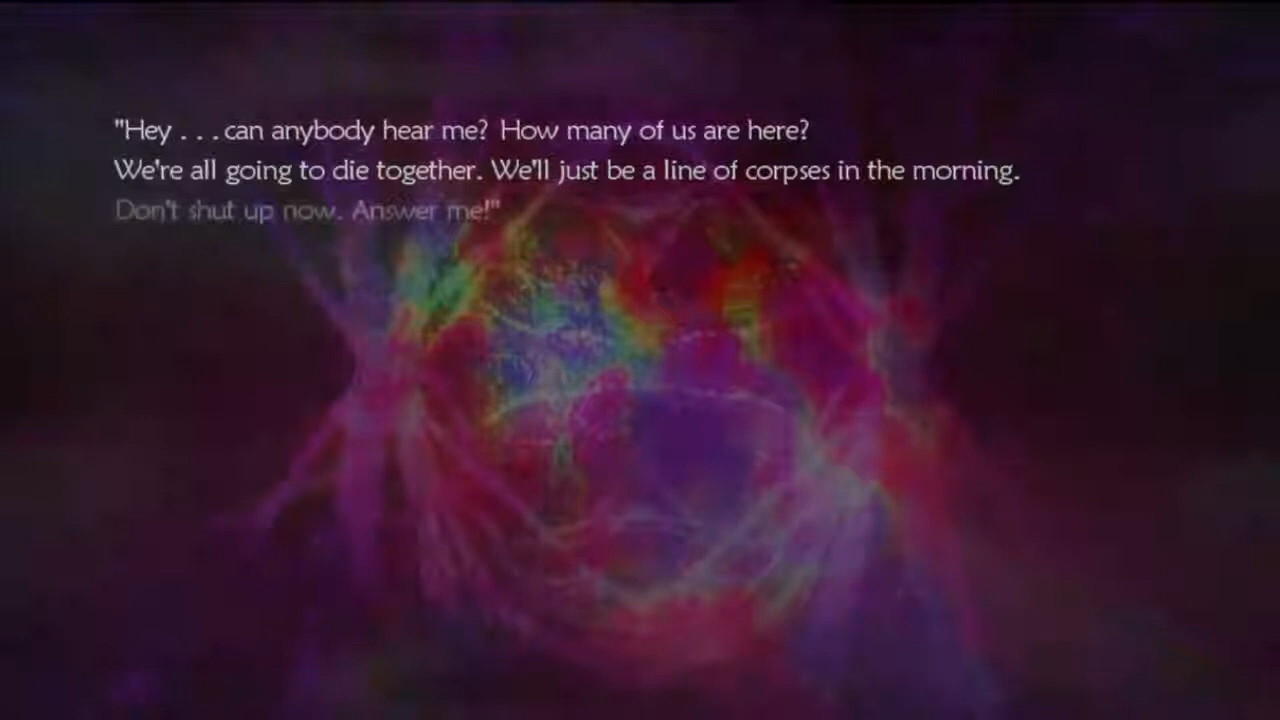 "Hey . . . can anybody hear me? How many of us are here?
We're all going to die together. We'll just be a line of corpses in the morning.
Don't shut up now. Answer me!"